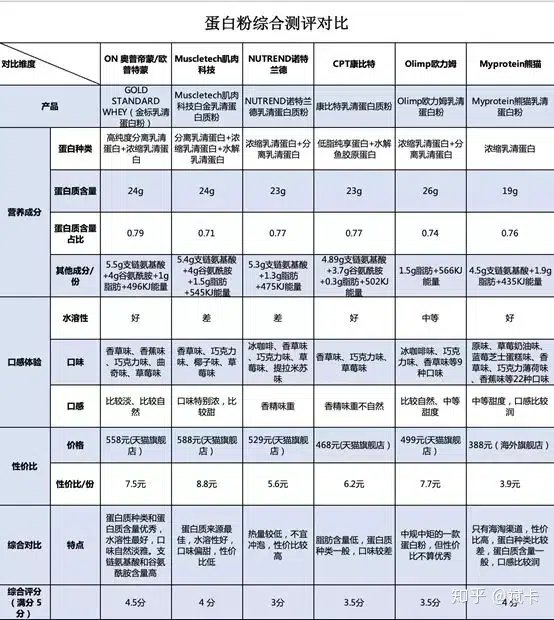 蛋白粉综合测评对比
对比维度
ON 奥普帝蒙/欧
普特蒙
Muscletech肌肉
科技
NUTREND诺特
兰德
CPT康比特
Olimp欧力姆
Myprotein熊猫
产品
GOLD
STANDARD
WHEY（金标乳清
蛋白粉）
Muscletech肌肉
科技白金乳清蛋
白质粉
NUTREND诺特兰
德乳清蛋白质粉
康比特乳清蛋白质粉
Olimp欧力姆乳清
蛋白粉
Myprotein熊猫乳
清蛋白粉
营养成分
蛋白种类
高纯度分离乳清
蛋白+浓缩乳清蛋
白
分离乳清蛋白+浓
缩乳清蛋白+水解
乳清蛋白
浓缩乳清蛋白+分
离乳清蛋白
低脂纯享蛋白+水解
鱼胶原蛋白
浓缩乳清蛋白+分
离乳清蛋白
浓缩乳清蛋白
蛋白质含量
24g
24g
23g
23g
26g
19g
蛋白质含量
占比
0.79
0.71
0.77
0.77
0.74
0.76
其他成分/
份
5.5g支链氨基酸
+4g谷氨酰胺+1g
脂肪+496KJ能量
5.4g支链氨基酸
+4g谷氨酰胺
+1.5g脂肪
+545KJ能量
5.3g支链氨基酸
+1.3g脂肪+
475KJ能量
4.89g支链氨基酸
+3.7g谷氨酰胺
+0.3g脂肪+502KJ
能量
1.5g脂肪+566KJ
能量
4.5g支链氨基酸+1.9g
脂肪+435KJ能量
口感体验
水溶性
好
差
差
好
中等
好
口味
香草味、香蕉味
、巧克力味、曲
奇味、草莓味
香草味、巧克力
味、椰子味、草
莓味
冰咖啡、香草味
、巧克力味、草
莓味、提拉米苏
味
香草味、巧克力
味、草莓味
冰咖啡味、巧克力
味、香草味等9
种口味
原味、草莓奶油味、
蓝莓芝士蛋糕味、香
草味、巧克力薄荷味
、香蕉味等22种口味
口感
比较淡、比较自
然
口味特别浓，比
较甜
香精味重
香精味重不自然
比较自然、中等
甜度
中等甜度，口感比
较润
性价比
价格
558元(天猫旗舰
店）
588元(天猫旗舰
店）
529元(天猫旗舰
店）
468元(天猫旗舰店）
499元(天猫旗舰
店）
388元（海外旗舰店）
性价比/份
7.5元
8.8元
5.6元
6.2元
7.7元
3.9元
综合对比
特点
蛋白质种类和蛋
白质含量优秀，
水溶性最好，口
味自然淡雅。支
链氨基酸和谷氨
酰胺含量高
蛋白质来源最
佳，水溶性好，
口味偏甜，性价
比低
热量较低，不宜
冲泡，性价比较
高
脂肪含量低，蛋白质
种类一般，口味较差
中规中矩的一款
蛋白粉，但性价
比不算优秀
只有海淘渠道，性价
比高，蛋白种类比较
差，蛋白质含量一
般，口感比较润
综合评分
（满分 5
分）
4.5分
4 分
3分
3.5分
3.5分
4 分
知乎 @斌卡